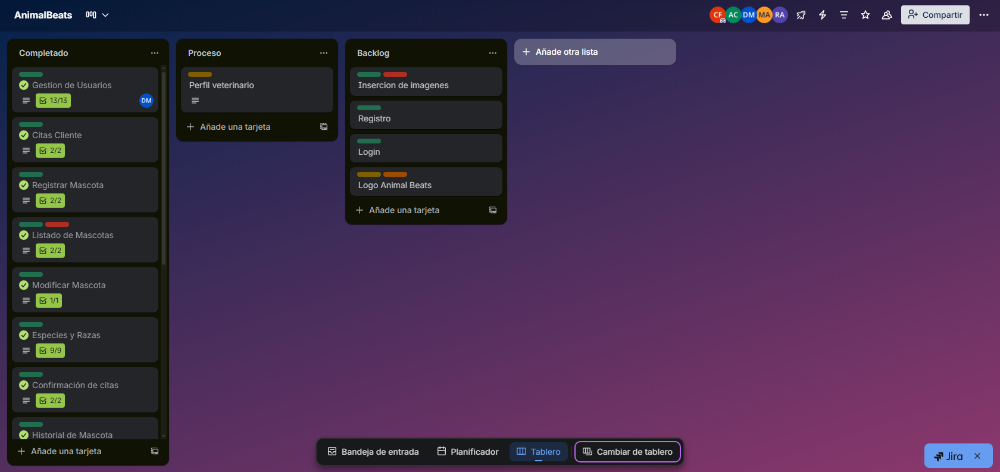 AnimalBeats
CF AC DM MA RA
Compartir
Completado
Gestion de Usuarios
13/13
DM
Citas Cliente
2/2
Registrar Mascota
2/2
Listado de Mascotas
2/2
Modificar Mascota
1/1
Especies y Razas
9/9
Confirmación de citas
2/2
Historial de Mascota
Añade una tarjeta
Proceso
Perfil veterinario
Añade una tarjeta
Backlog
Insercion de imagenes
Registro
Login
Logo Animal Beats
Añade una tarjeta
Añade otra lista
Bandeja de entrada
Planificador
Tablero
Cambiar de tablero
Jira